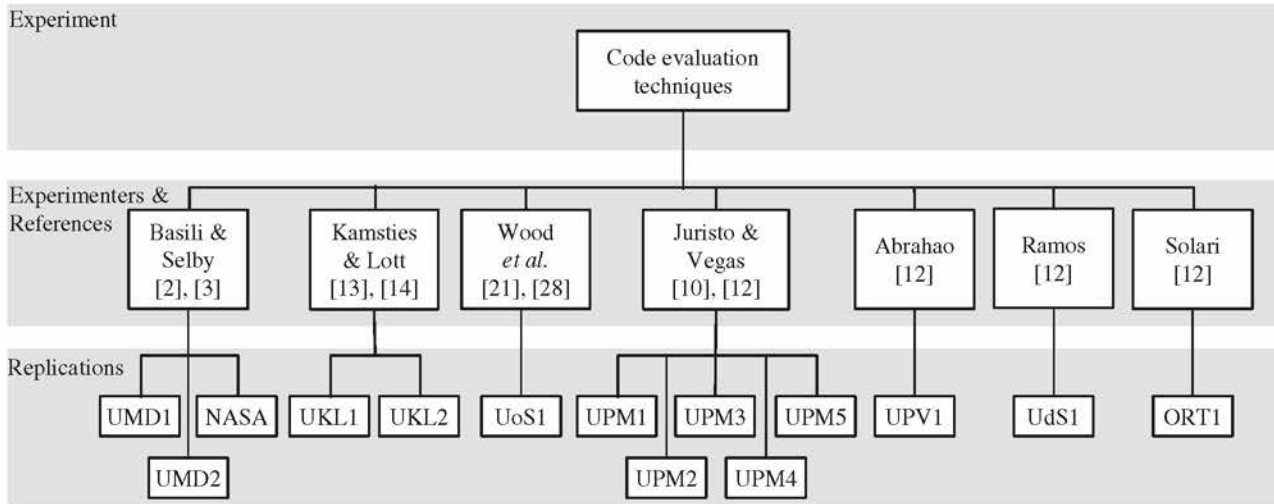 Experiment
Code evaluation
techniques
Experimenters &
References
Basili &
Selby
[2], [3]
Kamsties
& Lott
[13], [14]
Wood
et al.
[21], [28]
Juristo &
Vegas
[10], [12]
Abrahao
[12]
Ramos
[12]
Solari
[12]
Replications
UMD1
NASA
UKL1
UKL2
UoS1
UPM1
UPM3
UPM5
UPV1
UdS1
ORT1
UMD2
UPM2
UPM4